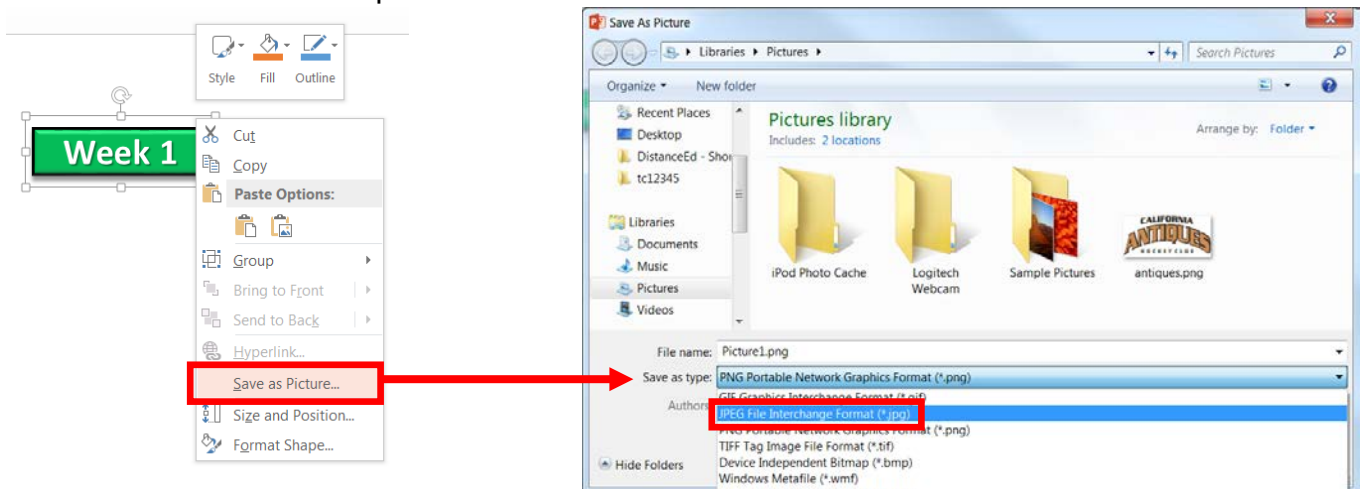 Style Fill Outline
Week 1
Cut
Copy
Paste Options:
Group
Bring to Front
Send to Back
Hyperlink...
Save as Picture...
Size and Position...
Format Shape...
Save As Picture
Libraries Pictures
Search Pictures
Organize New folder
Recent Places
Desktop
DistanceEd - Shor
tc12345
Libraries
Documents
Music
Pictures
Videos
Pictures library
Includes: 2 locations
Arrange by: Folder
CALIFORNIA
ANTIQUES
iPod Photo Cache
Logitech
Webcam
Sample Pictures
antiques.png
File name: Picture1.png
Save as type: PNG Portable Network Graphics Format (*.png)
Authors
GIF Graphics Interchange Format (*.gif)
JPEG File Interchange Format (*.jpg)
PNG Portable Network Graphics Format (*.png)
TIFF Tag Image File Format (*.tif)
Device Independent Bitmap (*.bmp)
Windows Metafile (*.wmf)
Hide Folders